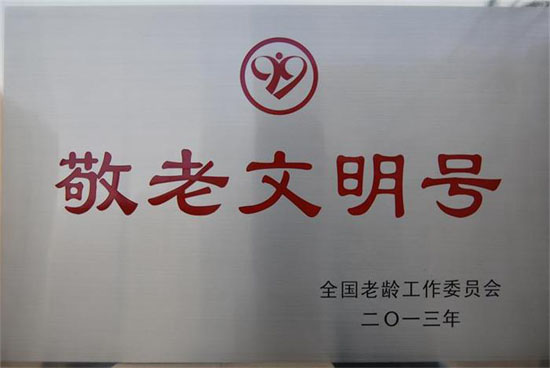 敬老文明号
全国老龄工作委员会
二〇一三年